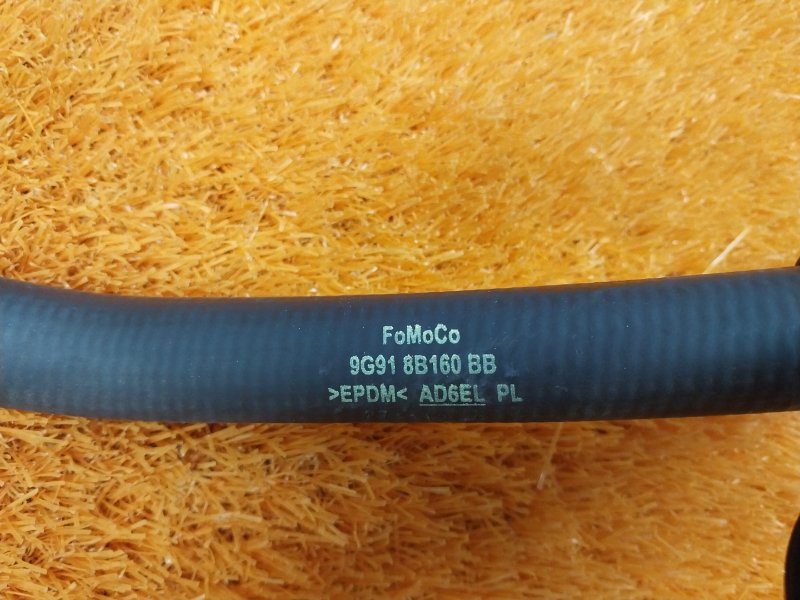 FoMoCo
9G91 8B160 BB
>EPDM< AD6EL PL